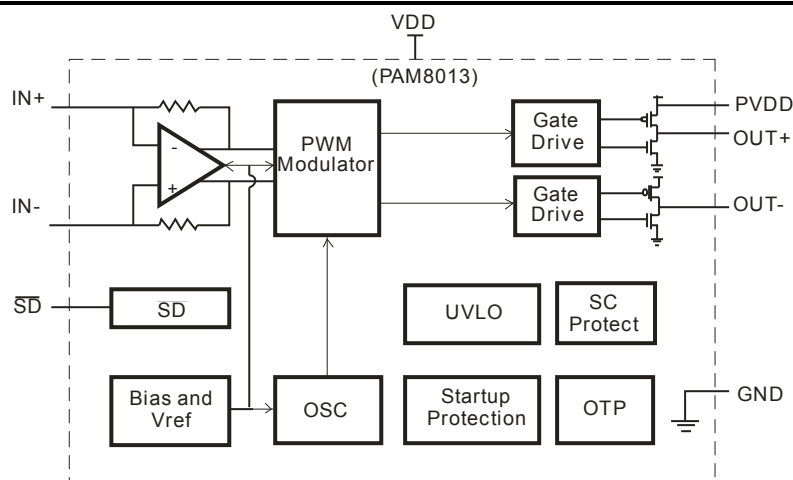 VDD
(PAM8013)
IN+
PVDD
Gate
Drive
PWM
Modulator
OUT+
-
+
Gate
Drive
IN-
OUT-
SD
SD
UVLO
SC
Protect
Bias and
Vref
OSC
Startup
Protection
OTP
GND